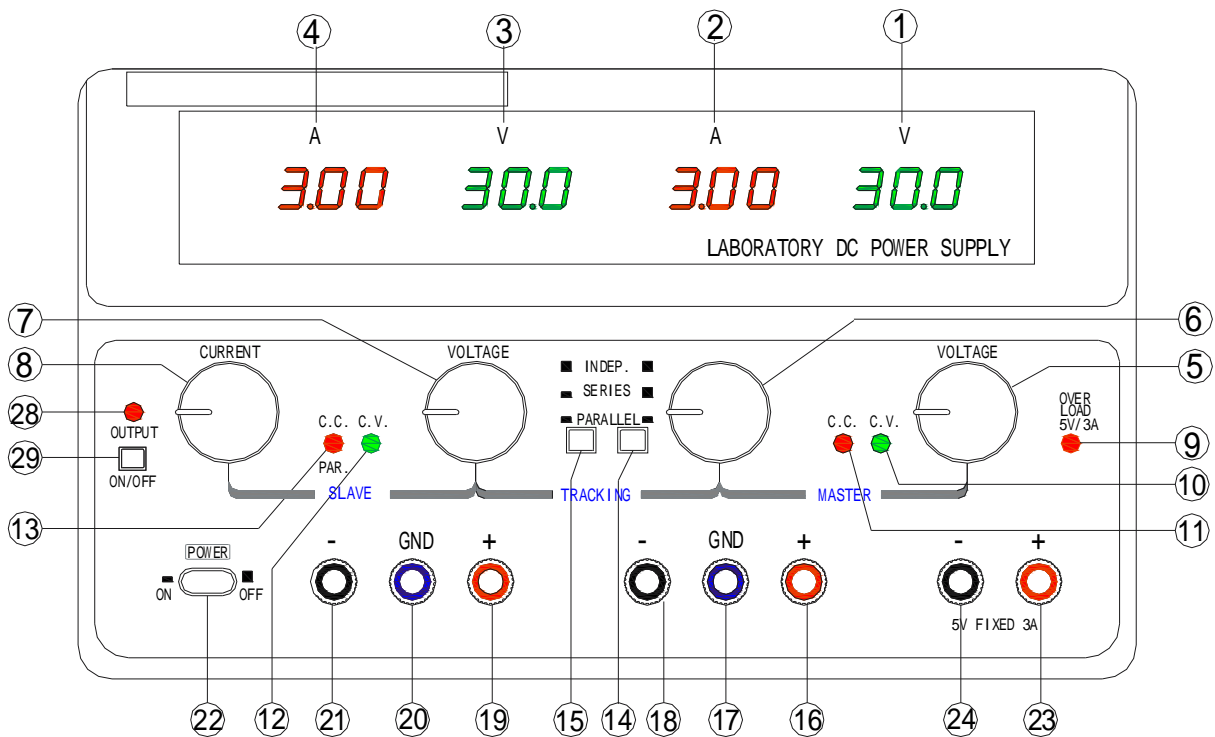 4 3 2 1
A V A V
3.00 30.0 3.00 30.0
LABORATORY DC POWER SUPPLY
7 6
8 CURRENT VOLTAGE INDEP. VOLTAGE 5
SERIES
PARALLEL
28 OUTPUT C.C. C.V. C.C. C.V. OVER
LOAD
5V/3A 9
29 ON/OFF PAR. 10
SLAVE TRACKING MASTER
13 11
POWER - GND + - GND + - +
ON OFF
5V FIXED 3A
22 12 21 20 19 15 14 18 17 16 24 23